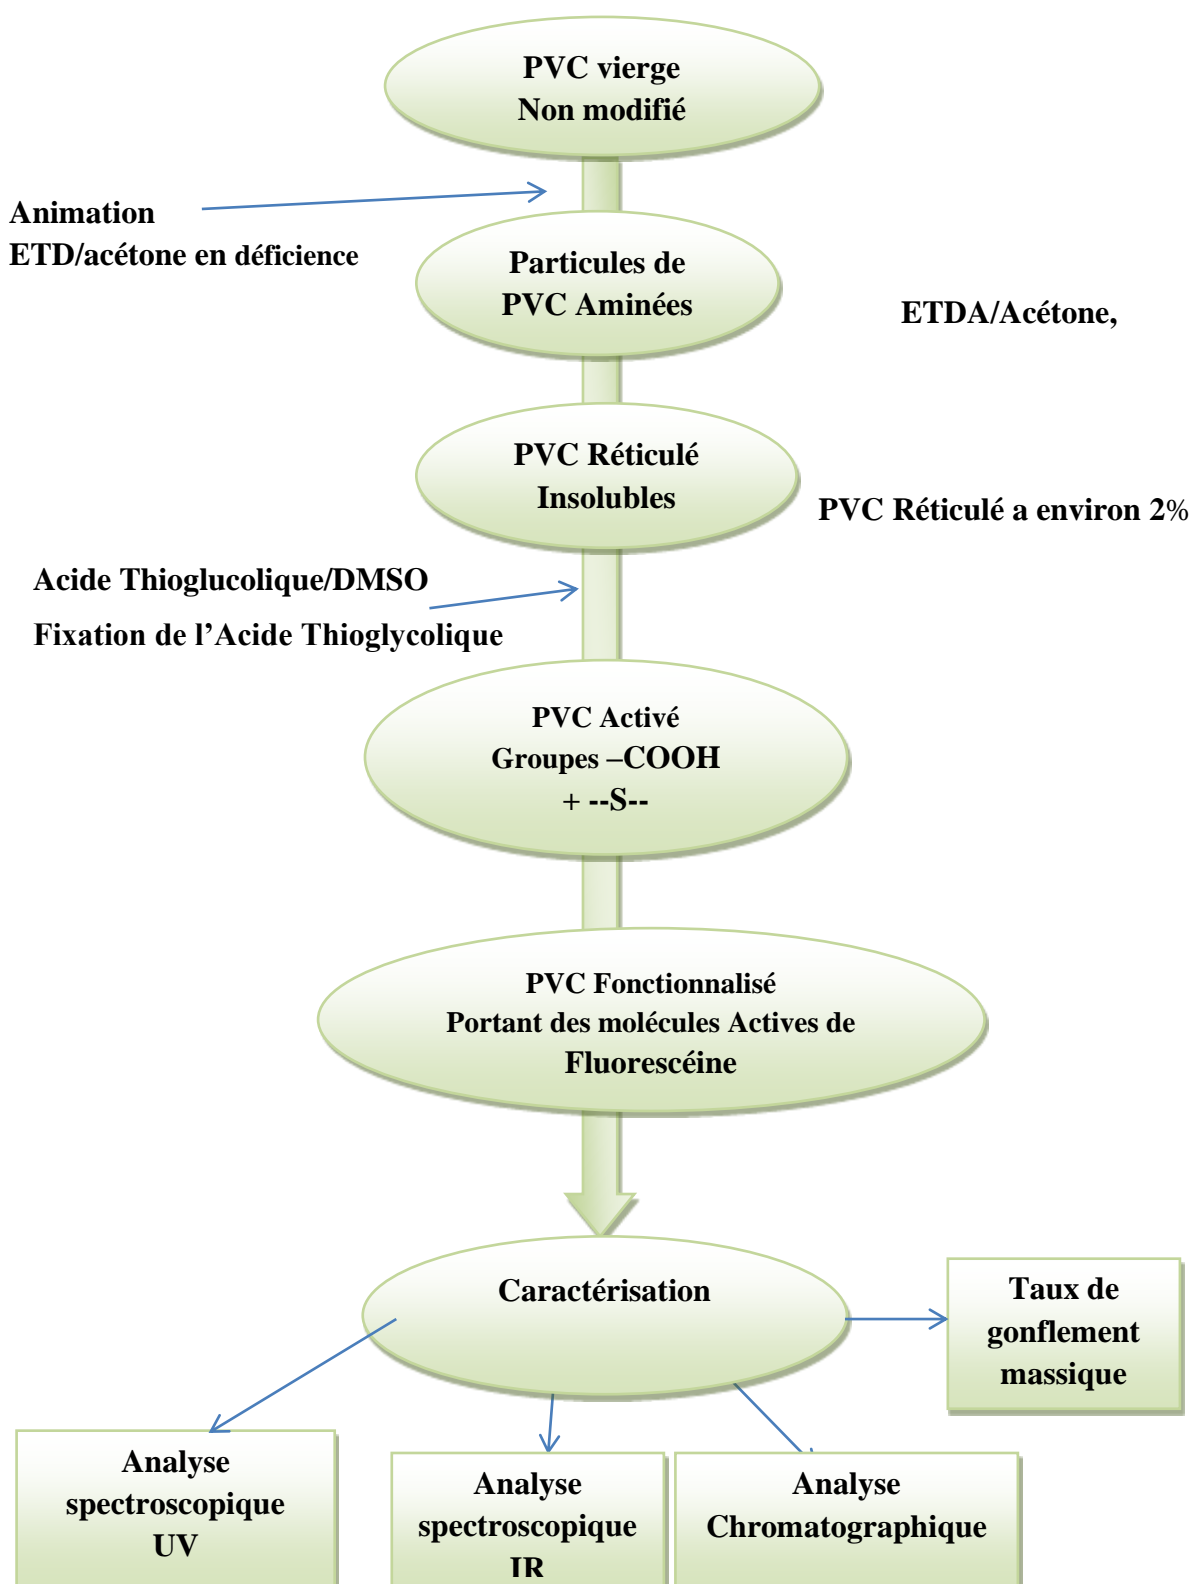 PVC vierge
Non modifié
Animation
ETD/acétone en déficience
Particules de
PVC Aminées
ETDA/Acétone,
PVC Réticulé
Insolubles
PVC Réticulé a environ 2%
Acide Thioglucolique/DMSO
Fixation de l’Acide Thioglycolique
PVC Activé
Groupes –COOH
+ --S--
PVC Fonctionnalisé
Portant des molécules Actives de
Fluorescéine
Caractérisation
Taux de
gonflement
massique
Analyse
spectroscopique
UV
Analyse
spectroscopique
IR
Analyse
Chromatographique